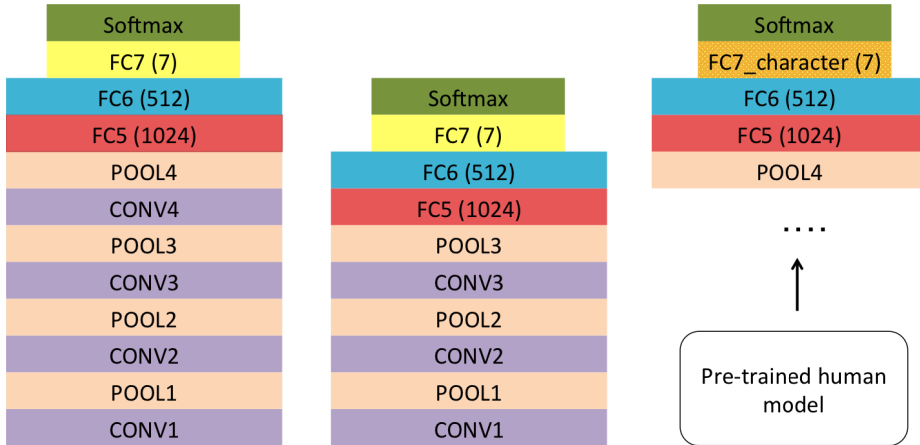 Softmax
FC7 (7)
FC6 (512)
FC5 (1024)
POOL4
CONV4
POOL3
CONV3
POOL2
CONV2
POOL1
CONV1
Softmax
FC7 (7)
FC6 (512)
FC5 (1024)
POOL3
CONV3
POOL2
CONV2
POOL1
CONV1
Softmax
FC7_character (7)
FC6 (512)
FC5 (1024)
POOL4
....
Pre-trained human
model